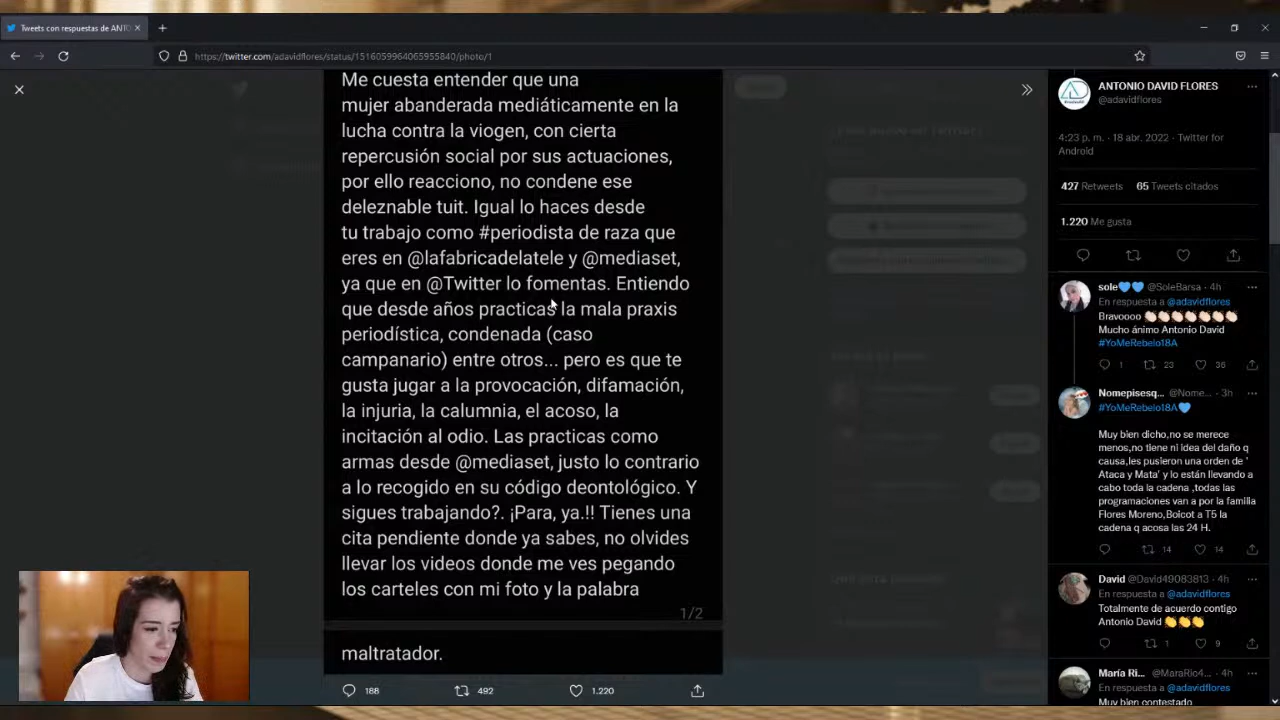 Tweets con respuestas de ANTO
https://twitter.com/adavidflores/status/1516059964065955840/photo/1
Me cuesta entender que una
mujer abanderada mediáticamente en la
lucha contra la viogen, con cierta
repercusión social por sus actuaciones,
por ello reacciono, no condene ese
deleznable tuit. Igual lo haces desde
tu trabajo como #periodista de raza que
eres en @lafabricadelatele y @mediaset,
ya que en @Twitter lo fomentas. Entiendo
que desde años practicas la mala praxis
periodística, condenada (caso
campanario) entre otros... pero es que te
gusta jugar a la provocación, difamación,
la injuria, la calumnia, el acoso, la
incitación al odio. Las practicas como
armas desde @mediaset, justo lo contrario
a lo recogido en su código deontológico. Y
sigues trabajando?. ¡Para, ya.!! Tienes una
cita pendiente donde ya sabes, no olvides
llevar los videos donde me ves pegando
los carteles con mi foto y la palabra
1/2
maltratador.
188 492 1.220
ANTONIO DAVID FLORES
@adavidflores
4:23 p. m. · 18 abr. 2022 · Twitter for
Android
427 Retweets 65 Tweets citados
1.220 Me gusta
sole💙💙 @SoleBarsa · 4h
En respuesta a @adavidflores
Bravoooo 👏🏻👏🏻👏🏻👏🏻👏🏻👏🏻👏🏻
Mucho ánimo Antonio David
#YoMeRebelo18A
1 23 36
Nomepisesq... @Nome... · 3h
#YoMeRebelo18A💙
Muy bien dicho,no se merece
menos,no tiene ni idea del daño q
causa,les pusieron una orden de '
Ataca y Mata' y lo están llevando a
cabo toda la cadena ,todas las
programaciones van a por la familia
Flores Moreno,Boicot a T5 la
cadena q acosa las 24 H.
14 14
David @David49083813 · 4h
En respuesta a @adavidflores
Totalmente de acuerdo contigo
Antonio David 👏👏👏
1 9
María Ri... @MaraRio4... · 4h
En respuesta a @adavidflores
Muy bien contestado